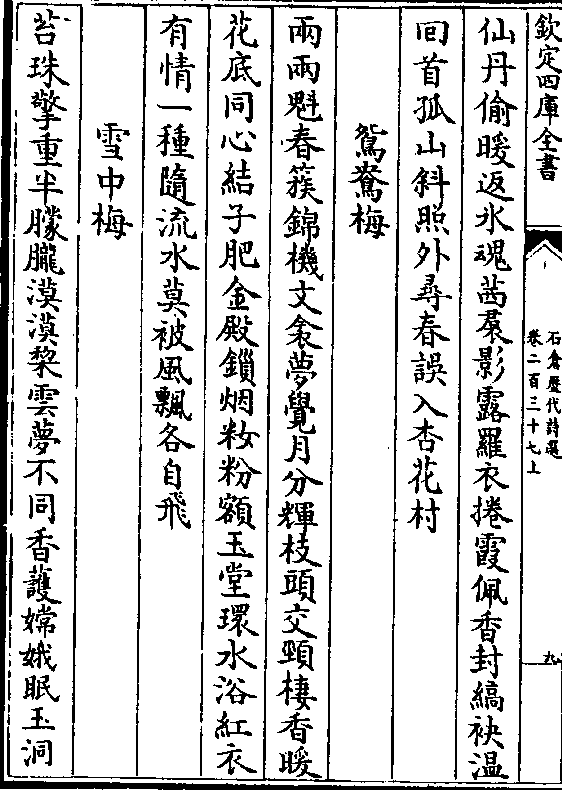 欽定四庫全書
石倉歷代詩選
卷二百三十七上
九
仙丹偷暖返氷魂茜裙影露羅衣捲霞佩香封縞袂温
回首孤山斜照外尋春誤入杏花村
鴛鴦梅
兩兩魁春簇錦機文衾夢覺月分輝枝頭交頸棲香暖
花底同心結子肥金殿鎖烟妝粉額玉堂環水浴紅衣
有情一種隨流水莫被風飄各自飛
雪中梅
苔珠擎重半朦朧漠漠棃雲夢不同香護嫦娥眠玉洞